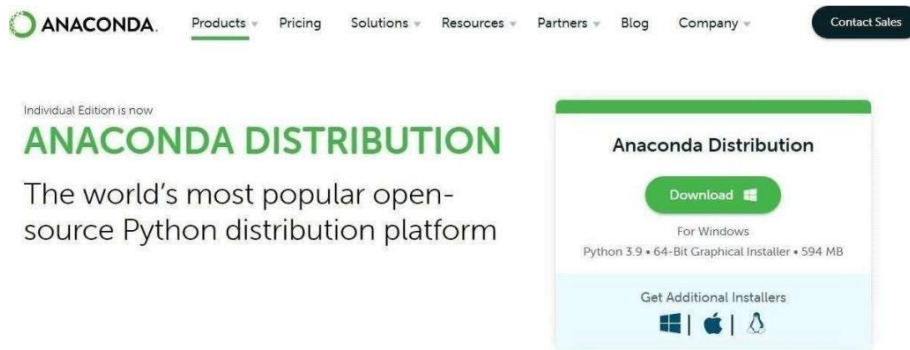 ANACONDA.
Products
Pricing
Solutions
Resources
Partners
Blog
Company
Contact Sales
Individual Edition is now
ANACONDA DISTRIBUTION
The world's most popular open-
source Python distribution platform
Anaconda Distribution
Download
For Windows
Python 3.9 • 64-Bit Graphical Installer • 594 MB
Get Additional Installers